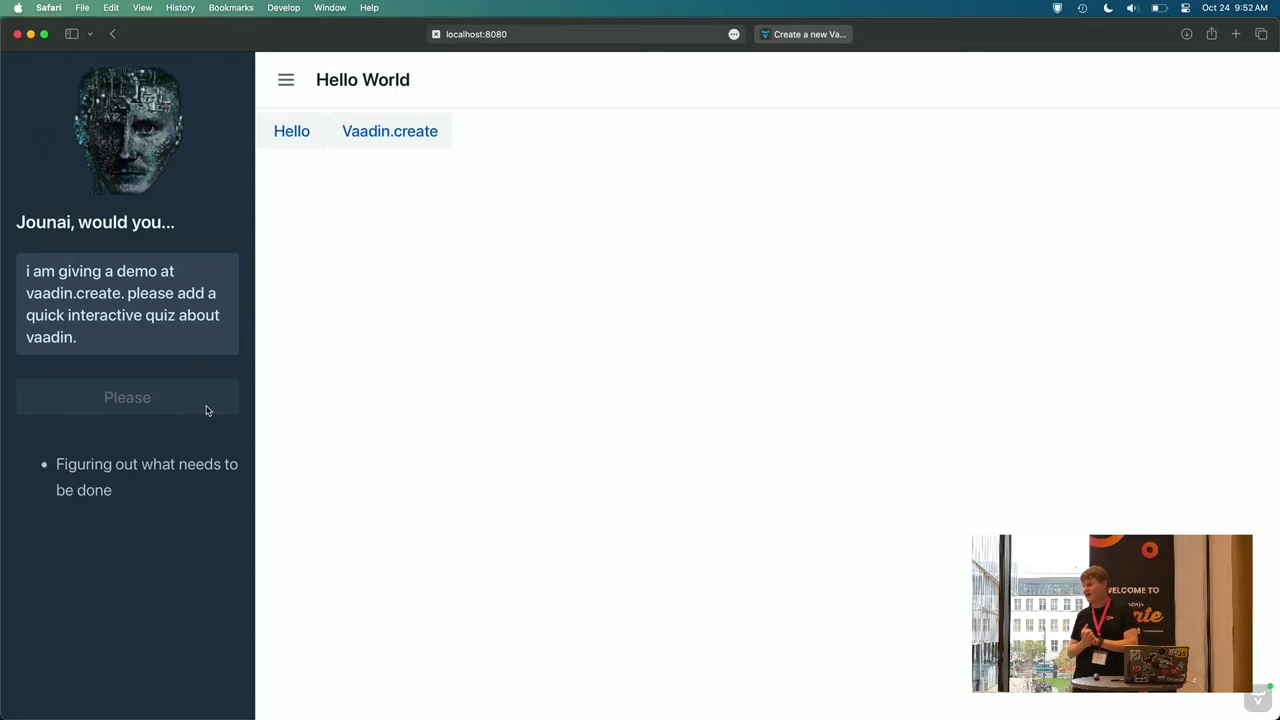 Safari File Edit View History Bookmarks Develop Window Help Oct 24 9:52 AM
localhost:8080 Create a new Va...
Hello World
Hello Vaadin.create
Jounai, would you...
i am giving a demo at
vaadin.create. please add a
quick interactive quiz about
vaadin.
Please
Figuring out what needs to
be done
WELCOME TO